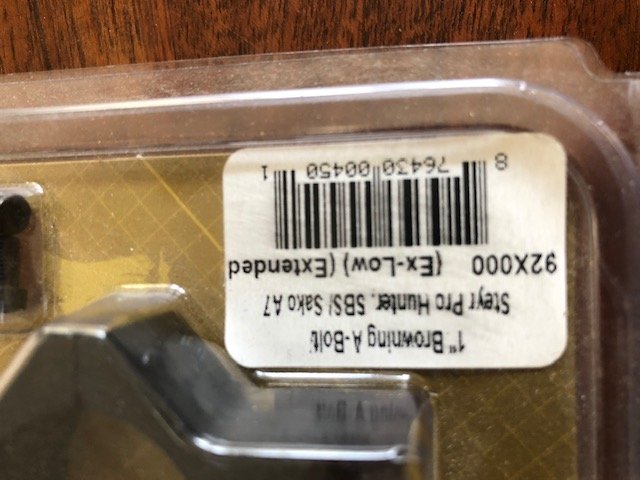 1" Browning A-Bolt/
Steyr Pro Hunter, SBS/ Sako A7
92X000 (Ex-Low) (Extended
8 76430 00450 1